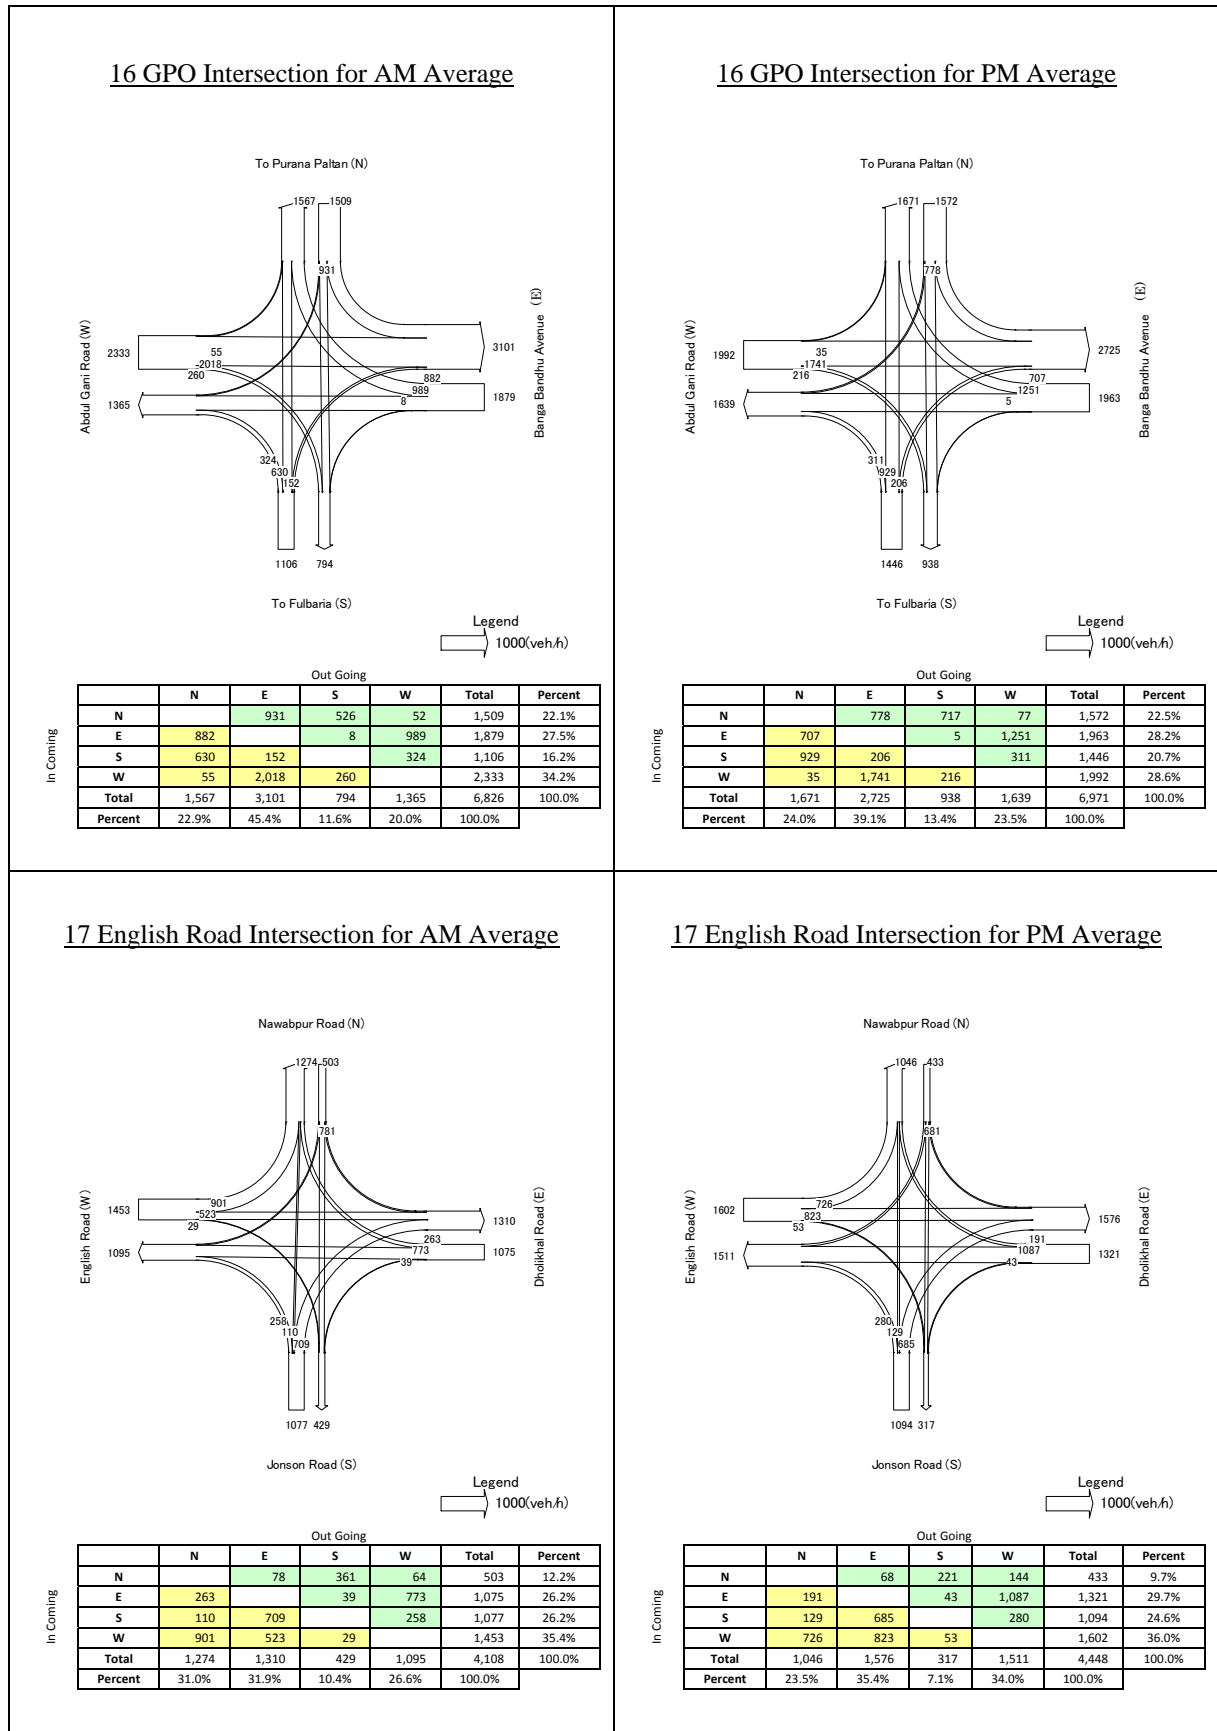 16 GPO Intersection for AM Average
To Purana Paltan (N)
1567 1509
931
Abdul Gani Road (W)
Banga Bandhu Avenue (E)
2333
55
2018
260
3101
882
989
8
1879
1365
324
630
152
1106 794
To Fulbaria (S)
Legend
1000(veh/h)
Out Going
In Coming
N E S W Total Percent
N 931 526 52 1,509 22.1%
E 882 8 989 1,879 27.5%
S 630 152 324 1,106 16.2%
W 55 2,018 260 2,333 34.2%
Total 1,567 3,101 794 1,365 6,826 100.0%
Percent 22.9% 45.4% 11.6% 20.0% 100.0%
16 GPO Intersection for PM Average
To Purana Paltan (N)
1671 1572
778
Abdul Gani Road (W)
Banga Bandhu Avenue (E)
1992
35
1741
216
2725
707
1251
5
1963
1639
311
929
206
1446 938
To Fulbaria (S)
Legend
1000(veh/h)
Out Going
In Coming
N E S W Total Percent
N 778 717 77 1,572 22.5%
E 707 5 1,251 1,963 28.2%
S 929 206 311 1,446 20.7%
W 35 1,741 216 1,992 28.6%
Total 1,671 2,725 938 1,639 6,971 100.0%
Percent 24.0% 39.1% 13.4% 23.5% 100.0%
17 English Road Intersection for AM Average
Nawabpur Road (N)
1274 503
781
English Road (W)
Dholikhal Road (E)
1453
901
523
29
1310
263
773
39
1075
1095
258
110
709
1077 429
Jonson Road (S)
Legend
1000(veh/h)
Out Going
In Coming
N E S W Total Percent
N 78 361 64 503 12.2%
E 263 39 773 1,075 26.2%
S 110 709 258 1,077 26.2%
W 901 523 29 1,453 35.4%
Total 1,274 1,310 429 1,095 4,108 100.0%
Percent 31.0% 31.9% 10.4% 26.6% 100.0%
17 English Road Intersection for PM Average
Nawabpur Road (N)
1046 433
681
English Road (W)
Dholikhal Road (E)
1602
726
823
53
1576
191
1087
43
1321
1511
280
129
685
1094 317
Jonson Road (S)
Legend
1000(veh/h)
Out Going
In Coming
N E S W Total Percent
N 68 221 144 433 9.7%
E 191 43 1,087 1,321 29.7%
S 129 685 280 1,094 24.6%
W 726 823 53 1,602 36.0%
Total 1,046 1,576 317 1,511 4,448 100.0%
Percent 23.5% 35.4% 7.1% 34.0% 100.0%